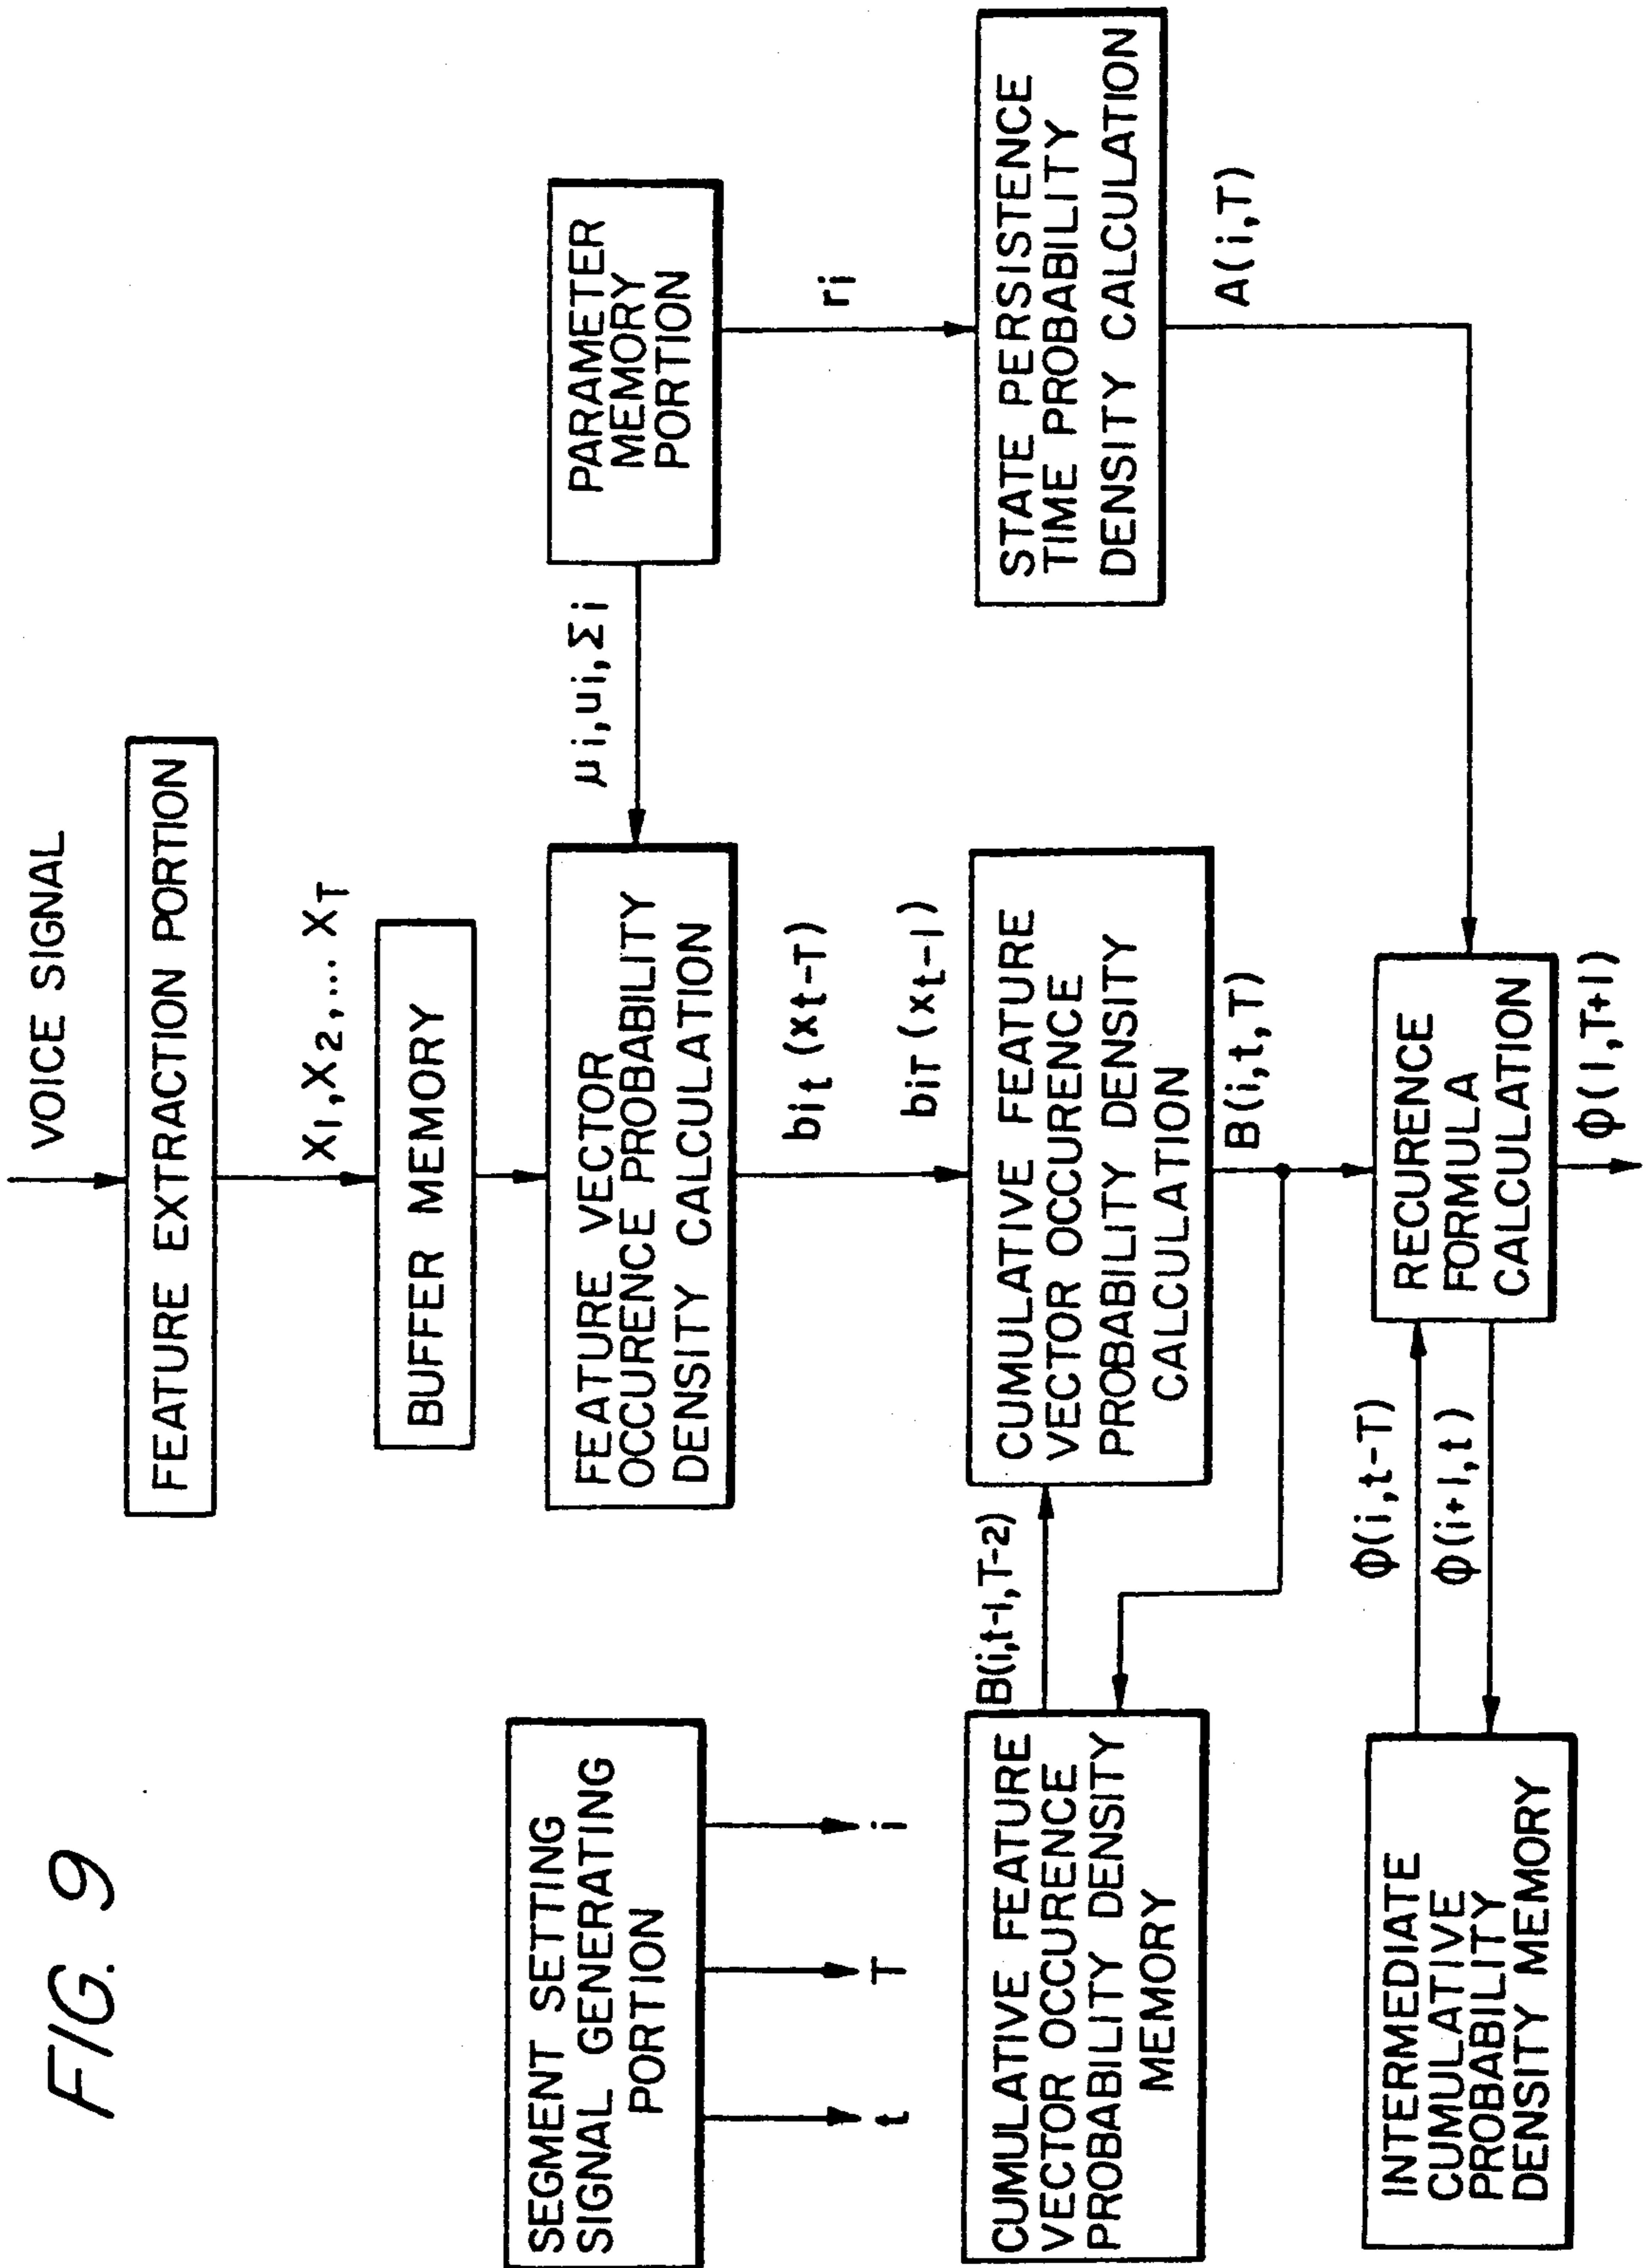 FIG. 9
VOICE SIGNAL
FEATURE EXTRACTION PORTION
X1,X2,... XT
BUFFER MEMORY
SEGMENT SETTING
SIGNAL GENERATING
PORTION
t
T
i
FEATURE VECTOR
OCCURENCE PROBABILITY
DENSITY CALCULATION
μi,ui,Σi
PARAMETER
MEMORY
PORTION
bit (xt-T)
biT (xt-1)
ri
CUMULATIVE FEATURE
VECTOR OCCURENCE
PROBABILITY DENSITY
MEMORY
B(i,t-1,T-2)
CUMULATIVE FEATURE
VECTOR OCCURENCE
PROBABILITY DENSITY
CALCULATION
STATE PERSISTENCE
TIME PROBABILITY
DENSITY CALCULATION
B(i,t,T)
A(i,T)
INTERMEDIATE
CUMULATIVE
PROBABILITY
DENSITY MEMORY
φ(i,t-T)
φ(i+1,t)
RECURENCE
FORMULA
CALCULATION
φ(1,T+1)